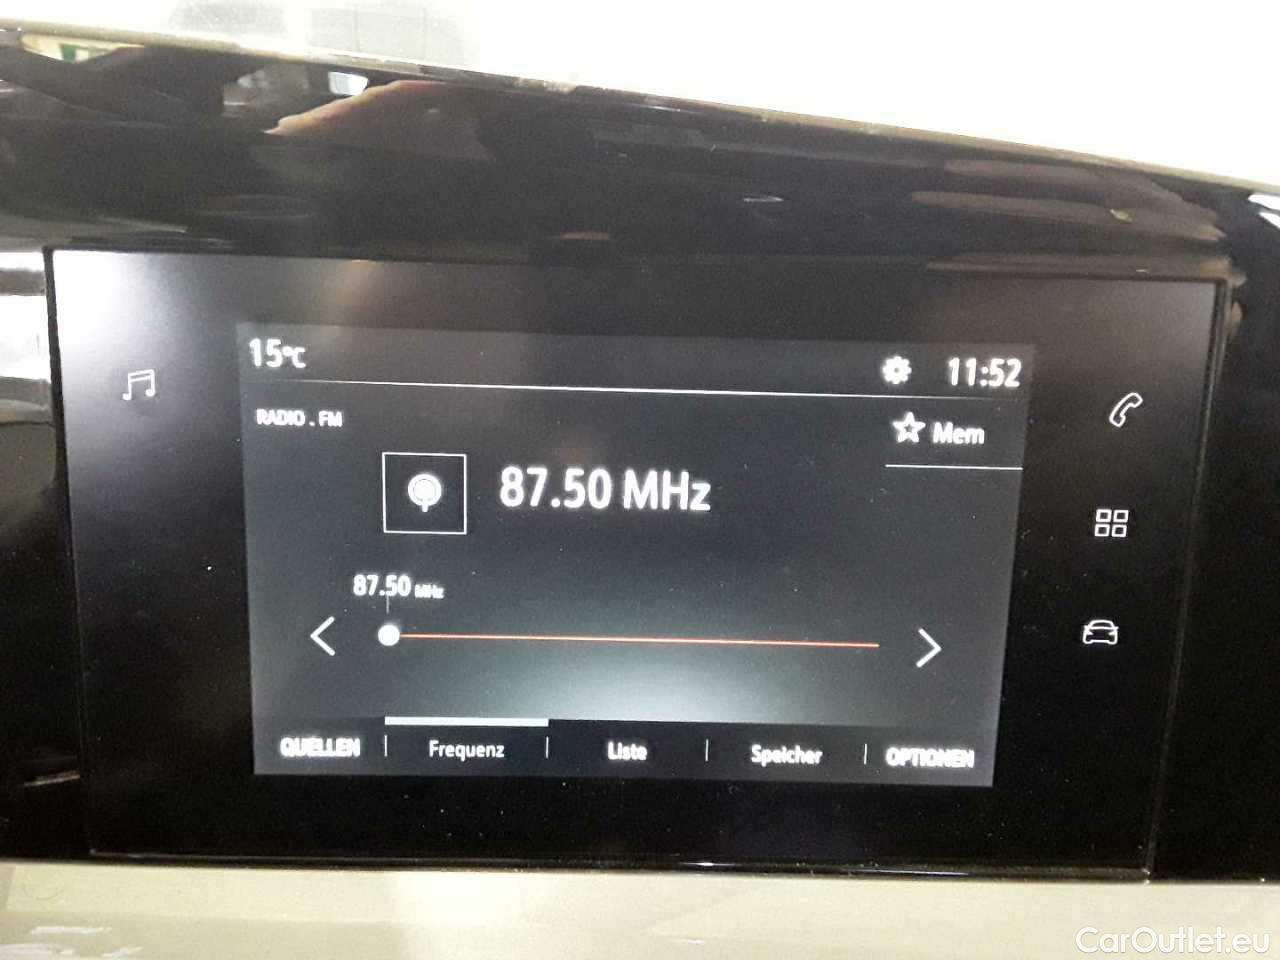 15°C
11:52
RADIO . FM
Mem
87.50 MHz
87.50 MHz
QUELLEN
Frequenz
Liste
Speicher
OPTIONEN
CarOutlet.eu